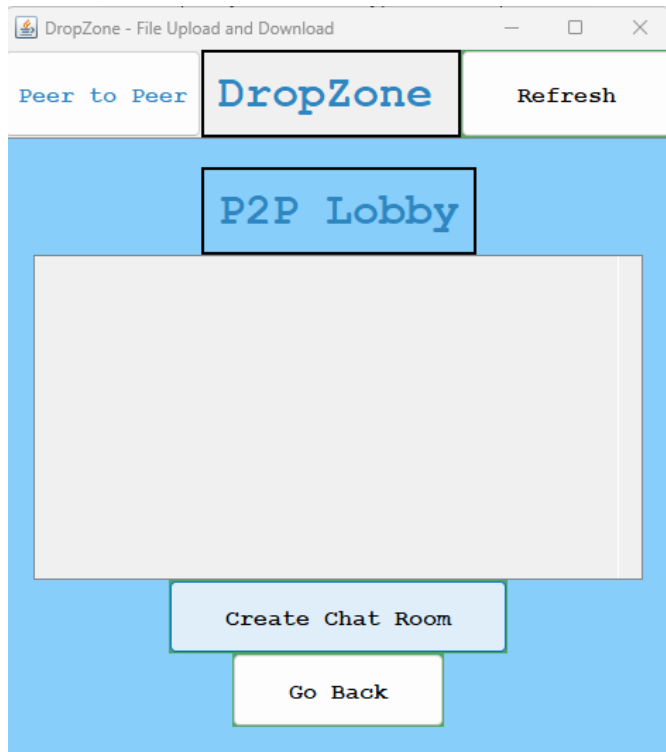 DropZone - File Upload and Download
Peer to Peer
DropZone
Refresh
P2P Lobby
Create Chat Room
Go Back